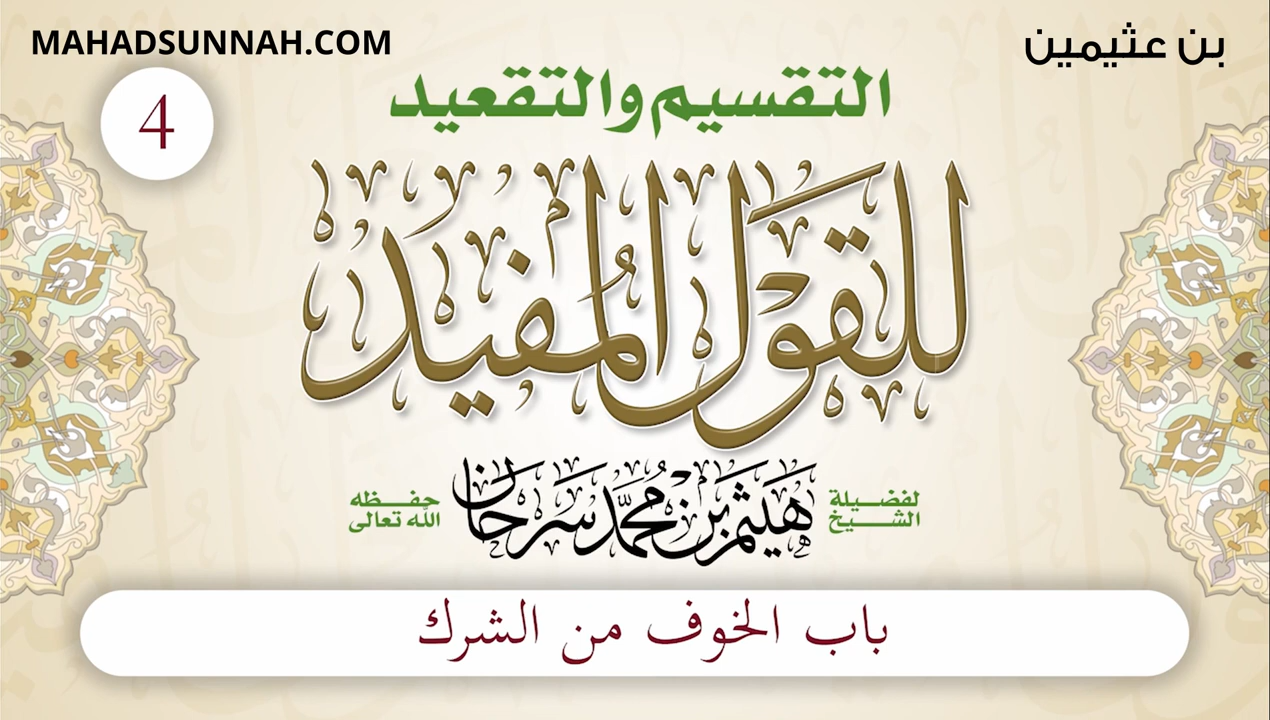 MAHADSUNNAH.COM
بن عثيمين
4
التقسيم والتقعيد
للقول المفيد
لفضيلة الشيخ
هيثم بن محمد سرحان
حفظه الله تعالى
باب الخوف من الشرك